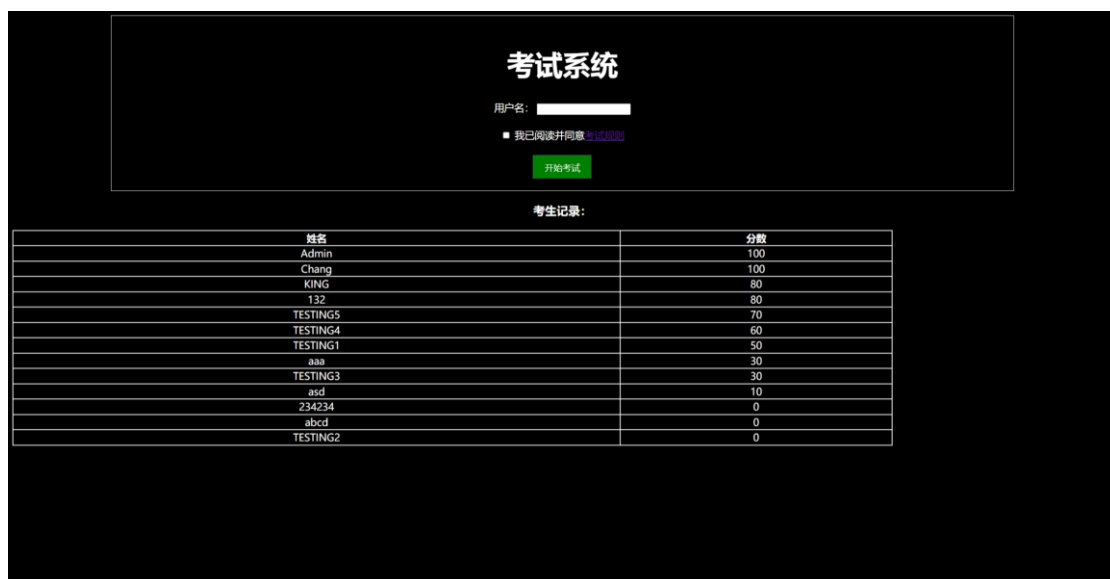 考试系统
用户名:
我已阅读并同意考试规则
开始考试
考生记录:
姓名 分数
Admin 100
Chang 100
KING 80
132 80
TESTING5 70
TESTING4 60
TESTING1 50
aaa 30
TESTING3 30
asd 10
234234 0
abcd 0
TESTING2 0